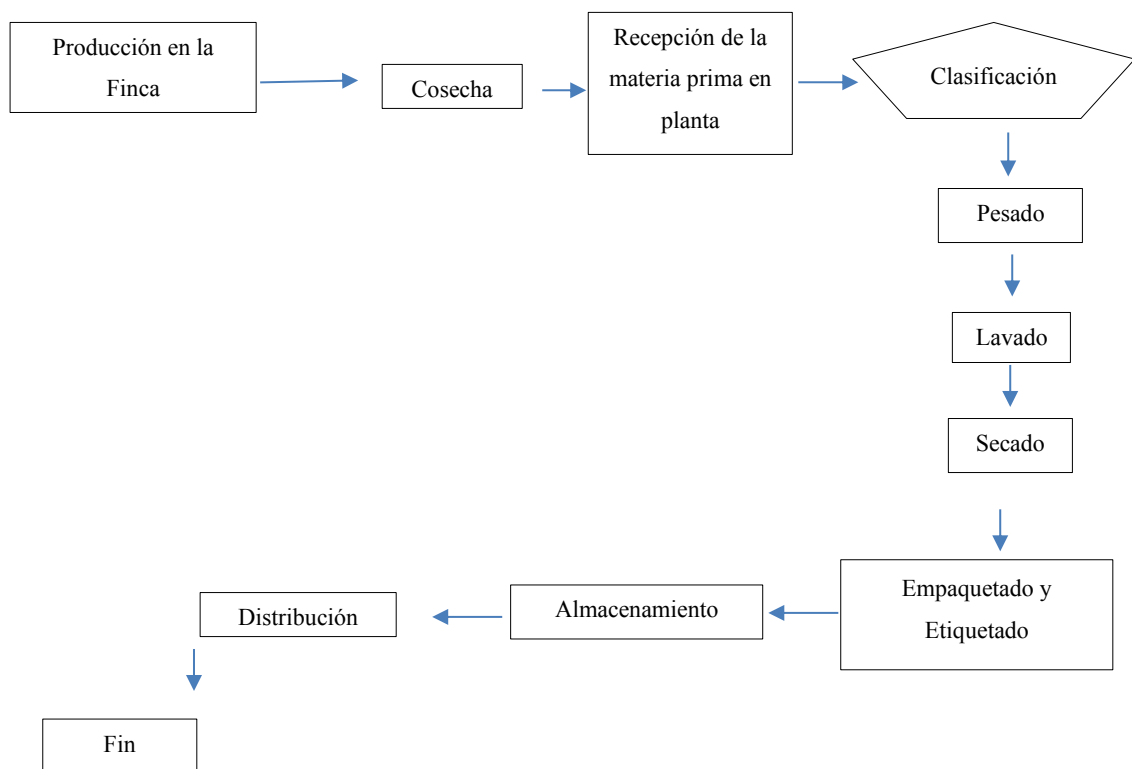 Producción en la
Finca
Cosecha
Recepción de la
materia prima en
planta
Clasificación
Pesado
Lavado
Secado
Empaquetado y
Etiquetado
Almacenamiento
Distribución
Fin